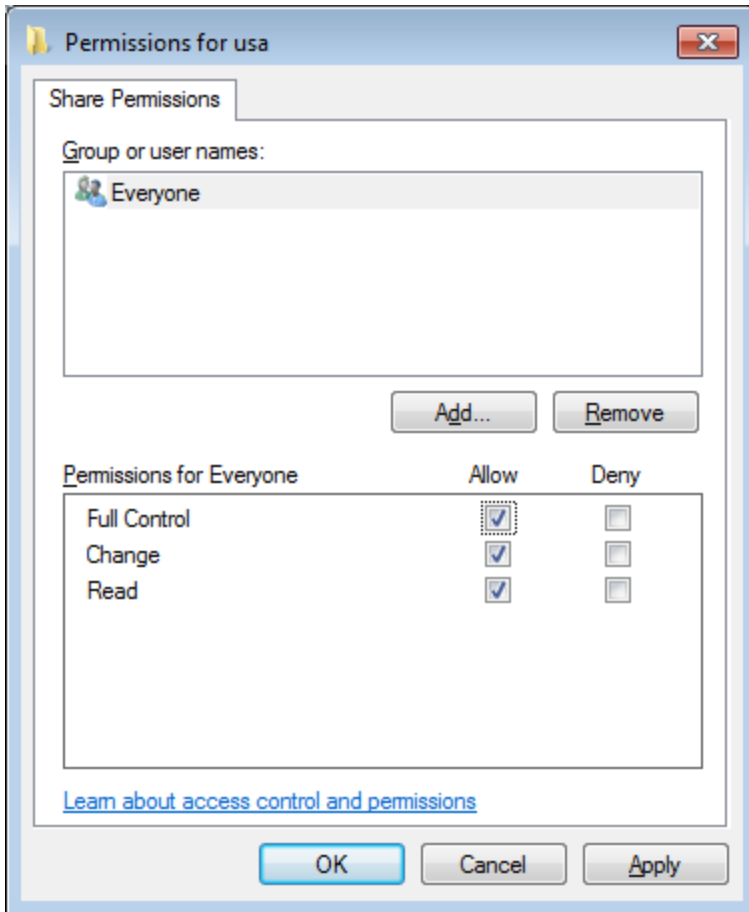 Permissions for usa
Share Permissions
Group or user names:
Everyone
Add... Remove
Permissions for Everyone Allow Deny
Full Control
Change
Read
Learn about access control and permissions
OK Cancel Apply